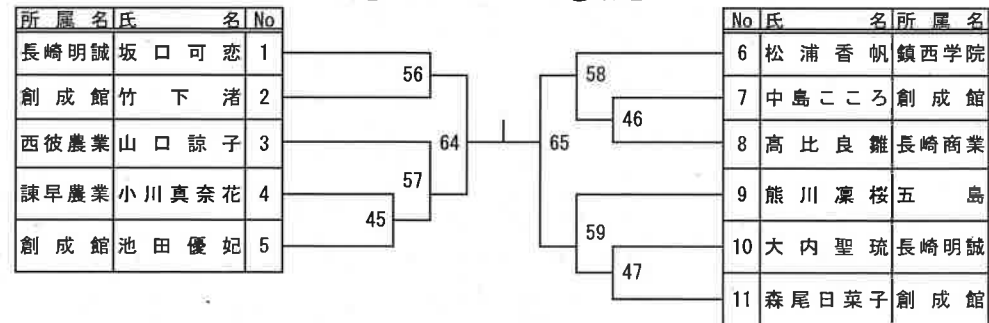 所属名 氏名 No
長崎明誠 坂口可恋 1
創成館 竹下渚 2
西彼農業 山口諒子 3
諫早農業 小川真奈花 4
創成館 池田優妃 5
56
57
45
64
65
58
46
59
47
No 氏名 所属名
6 松浦香帆 鎮西学院
7 中島こころ 創成館
8 高比良雛 長崎商業
9 熊川凜桜 五島
10 大内聖琉 長崎明誠
11 森尾日菜子 創成館